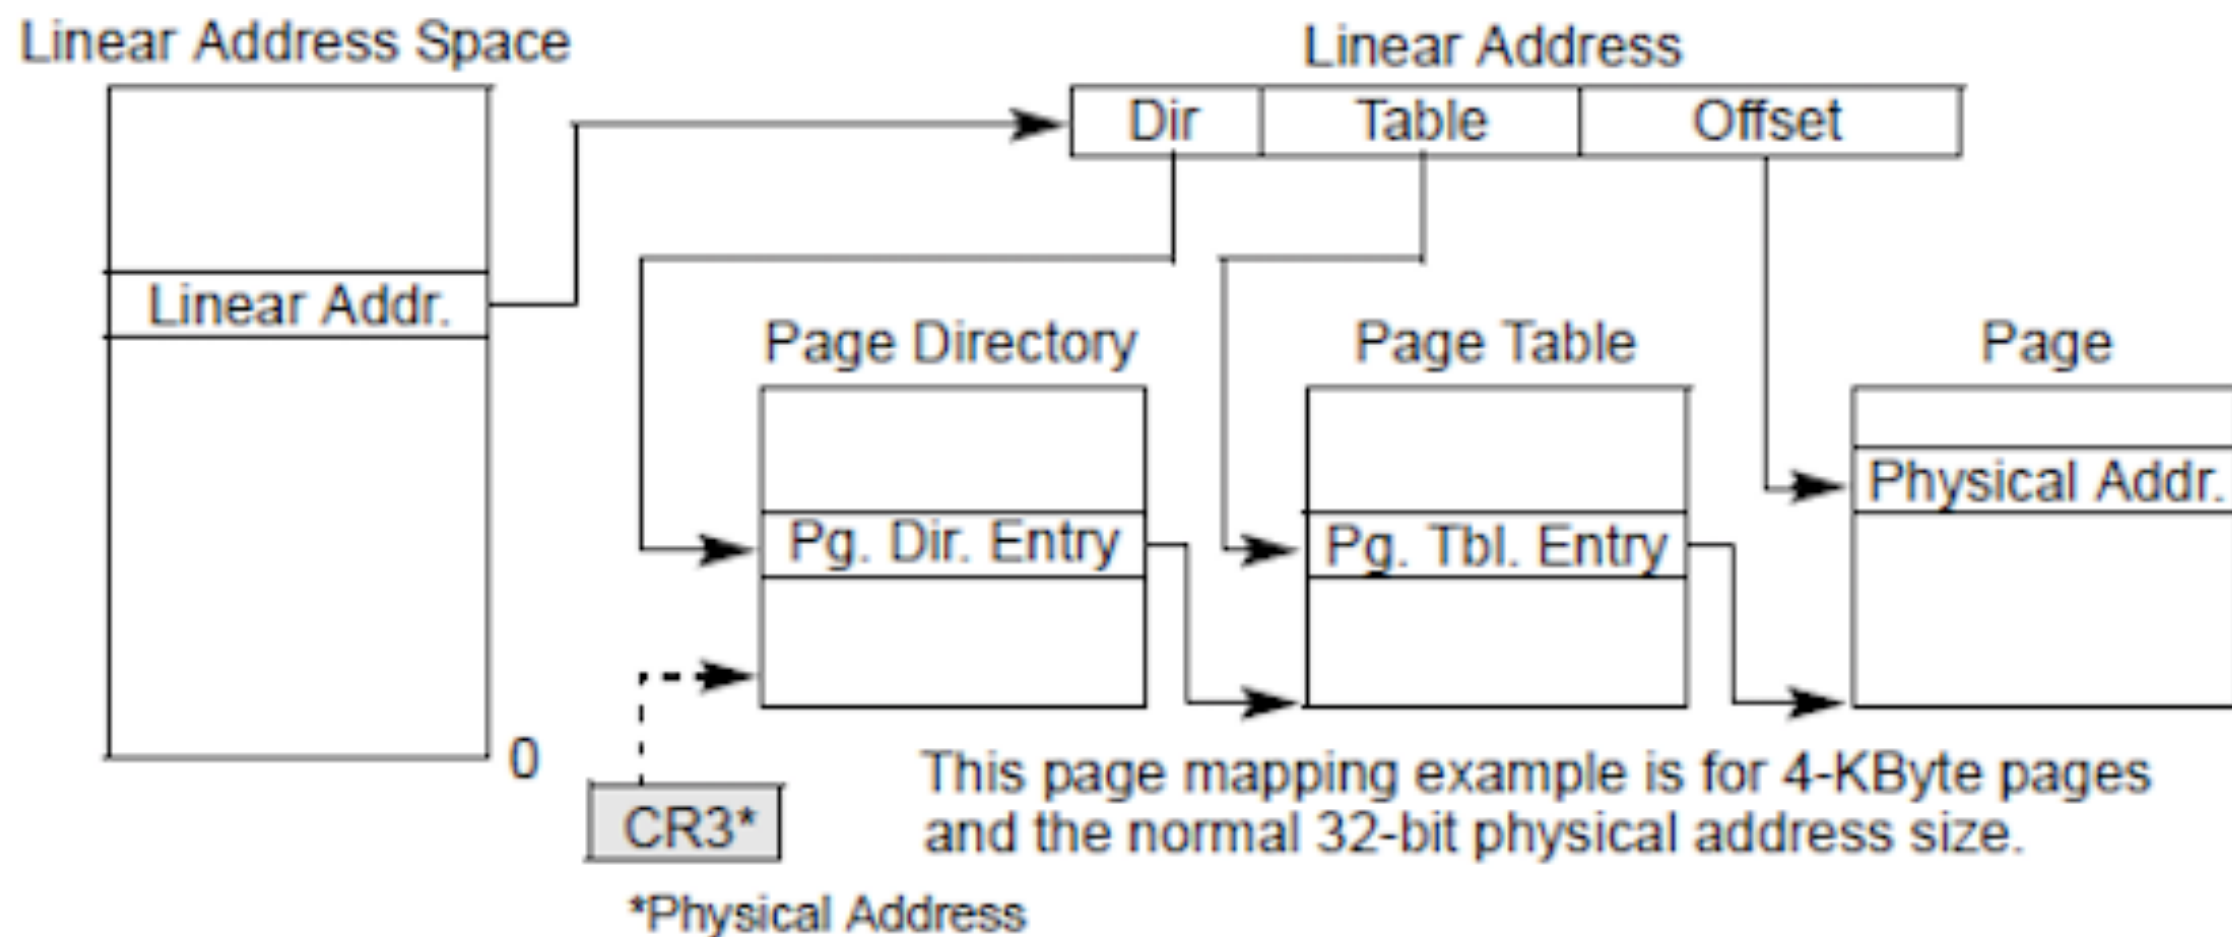 Linear Address Space
Linear Address
Dir
Table
Offset
Linear Addr.
Page Directory
Page Table
Page
Physical Addr.
Pg. Dir. Entry
Pg. Tbl. Entry
0
CR3*
This page mapping example is for 4-KByte pages
and the normal 32-bit physical address size.
*Physical Address